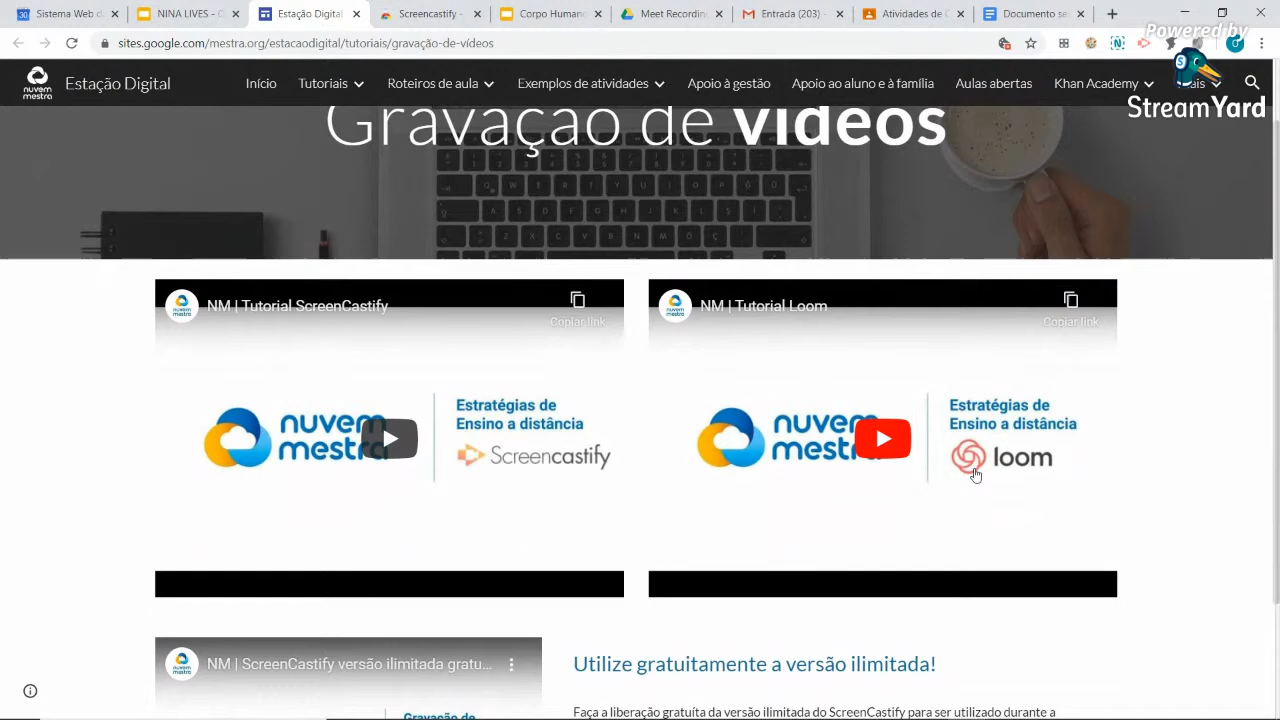 Sistema Web d
NINA LIVES - C
Estação Digital
Screencastify
Corpo Human
Meet Recording
Entrada (203) -
Atividades de C
Documento se
sites.google.com/mestra.org/estacaodigital/tutoriais/gravação-de-vídeos
Powered by
StreamYard
nuvem
mestra
Estação Digital
Início
Tutoriais
Roteiros de aula
Exemplos de atividades
Apoio à gestão
Apoio ao aluno e à família
Aulas abertas
Khan Academy
Gravação de vídeos
NM | Tutorial ScreenCastify
Copiar link
nuvem
mestra
Estratégias de
Ensino a distância
Screencastify
NM | Tutorial Loom
Copiar link
nuvem
mestra
Estratégias de
Ensino a distância
loom
NM | ScreenCastify versão ilimitada gratu...
Gravação de
Utilize gratuitamente a versão ilimitada!
Faça a liberação gratuíta da versão ilimitada do ScreenCastify para ser utilizado durante a